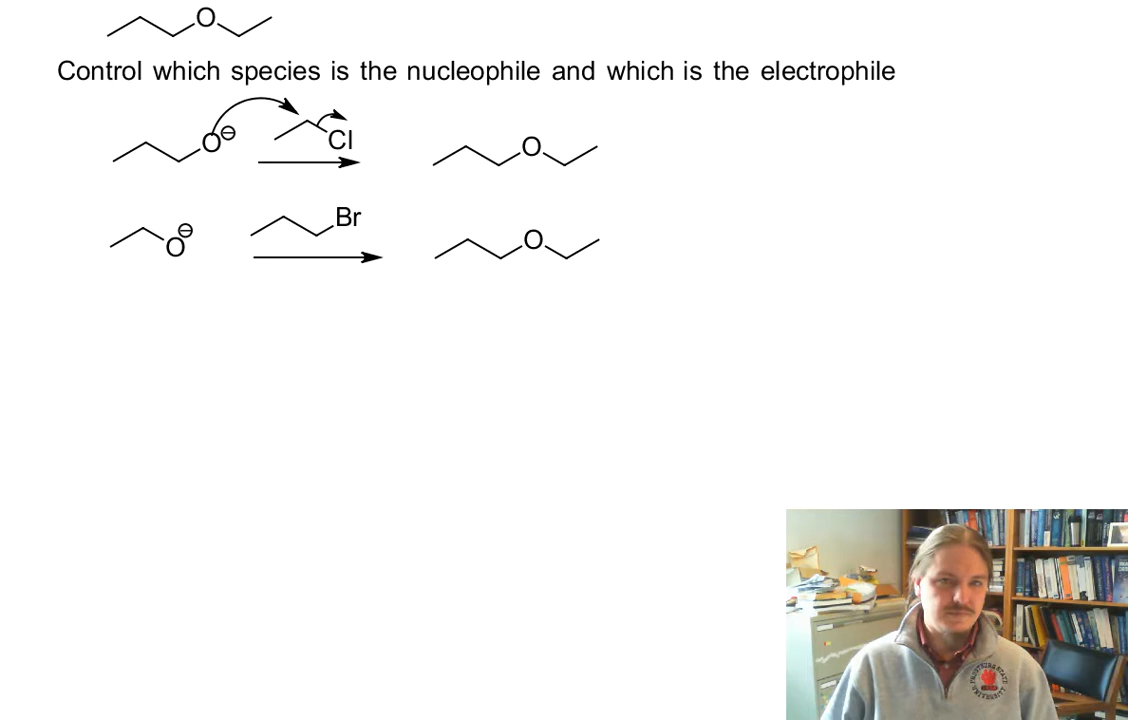 O
Control which species is the nucleophile and which is the electrophile
O⊖ Cl O
O⊖ Br O